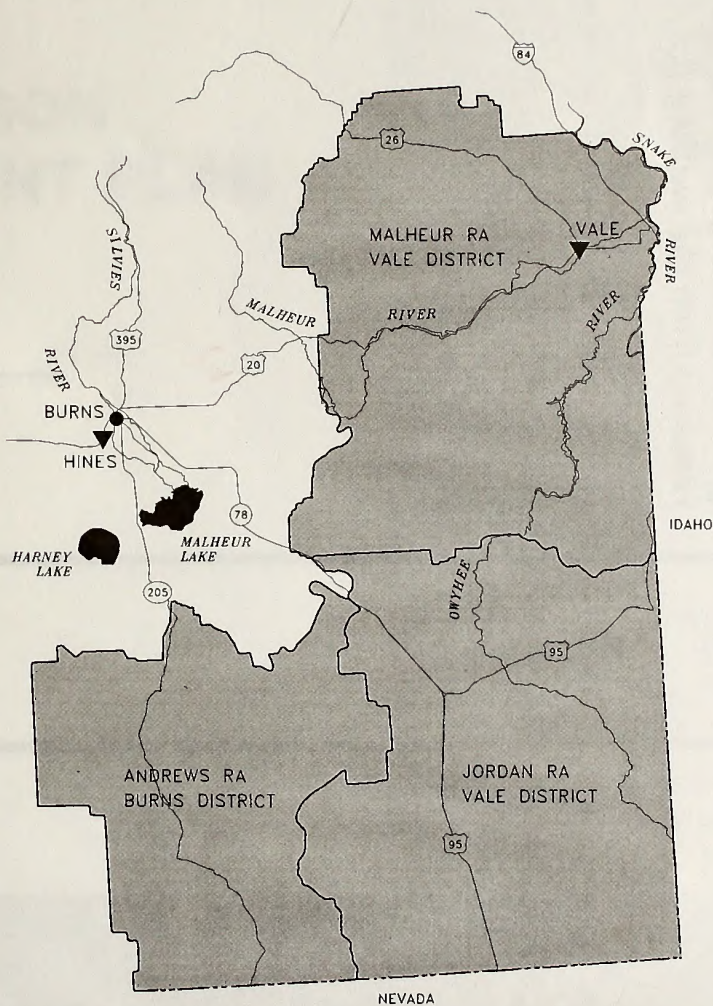 84
26
SNAKE
RIVER
MALHEUR RA
VALE DISTRICT
VALE
SILVIES
RIVER
MALHEUR
RIVER
RIVER
395
20
BURNS
HINES
78
MALHEUR
LAKE
HARNEY
LAKE
IDAHO
205
OWYHEE
95
ANDREWS RA
BURNS DISTRICT
JORDAN RA
VALE DISTRICT
95
NEVADA